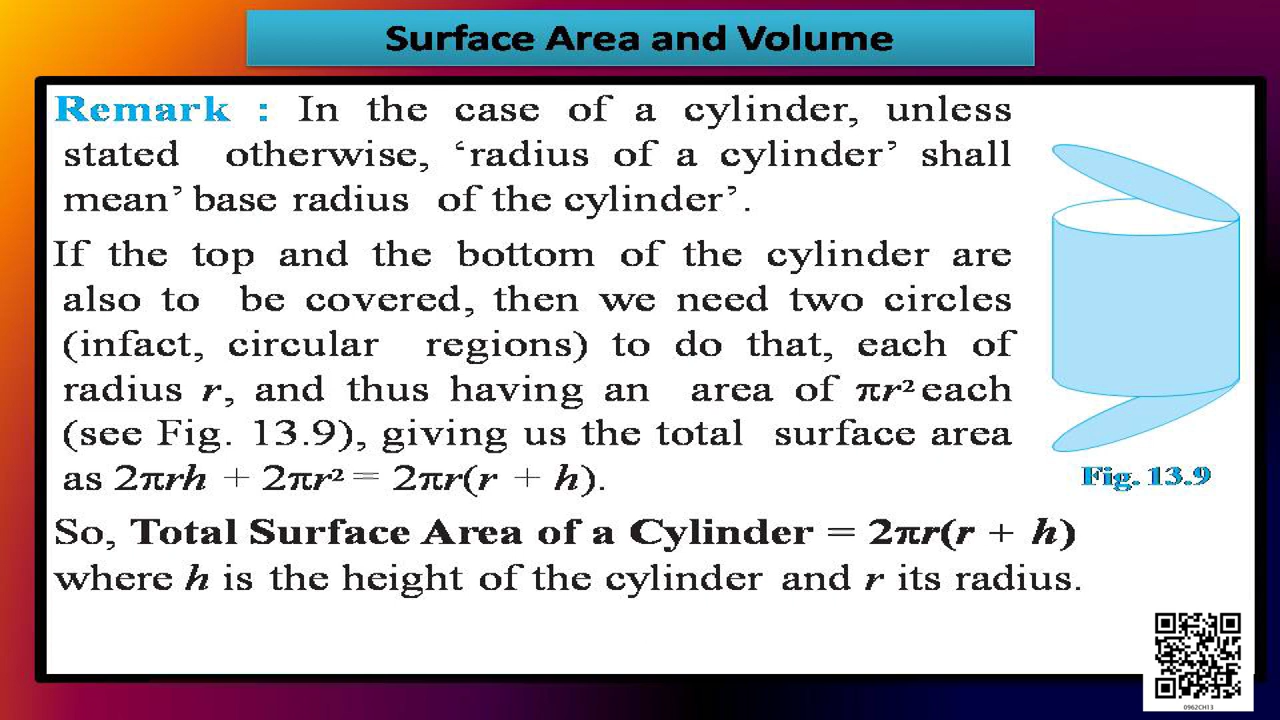 Surface Area and Volume
Remark : In the case of a cylinder, unless
stated otherwise, ‘radius of a cylinder’ shall
mean’ base radius of the cylinder’.
If the top and the bottom of the cylinder are
also to be covered, then we need two circles
(infact, circular regions) to do that, each of
radius r, and thus having an area of πr² each
(see Fig. 13.9), giving us the total surface area
as 2πrh + 2πr² = 2πr(r + h).
Fig. 13.9
So, Total Surface Area of a Cylinder = 2πr(r + h)
where h is the height of the cylinder and r its radius.
0962CH13